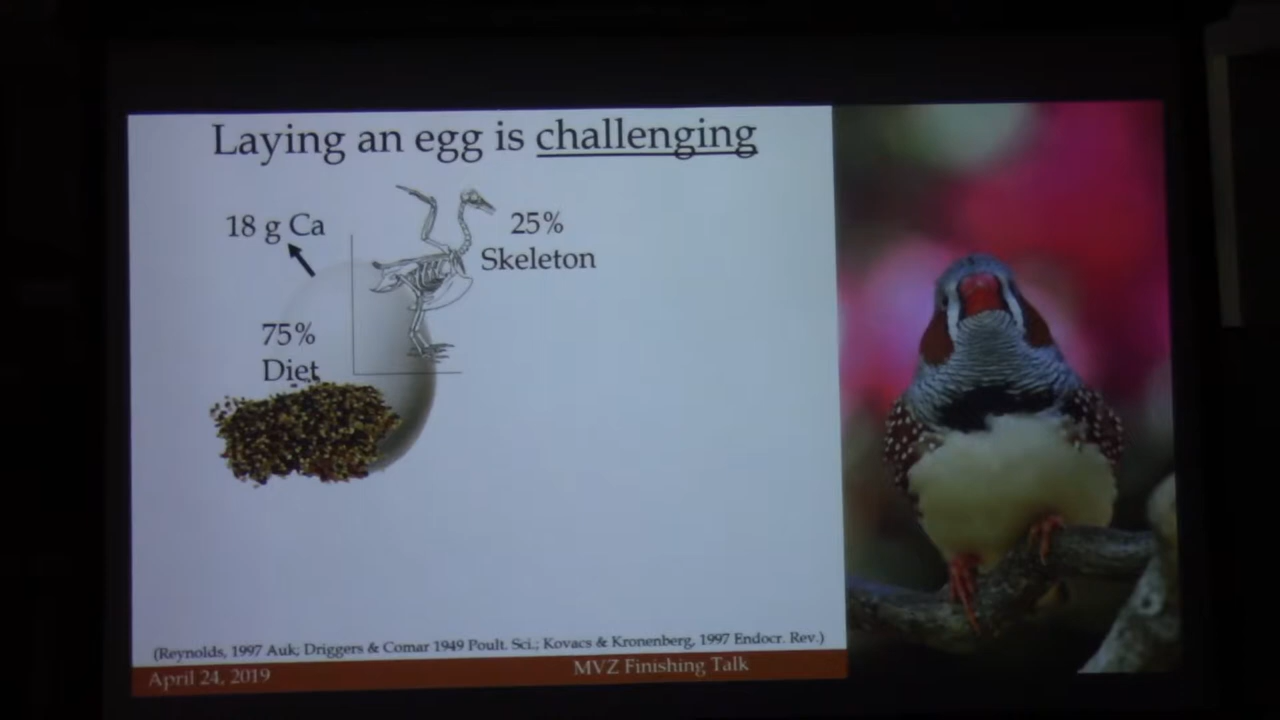 Laying an egg is challenging
18 g Ca
25%
Skeleton
75%
Diet
(Reynolds, 1997 Auk; Driggers & Comar 1949 Poult. Sci.; Kovacs & Kronenberg, 1997 Endocr. Rev.)
April 24, 2019
MVZ Finishing Talk